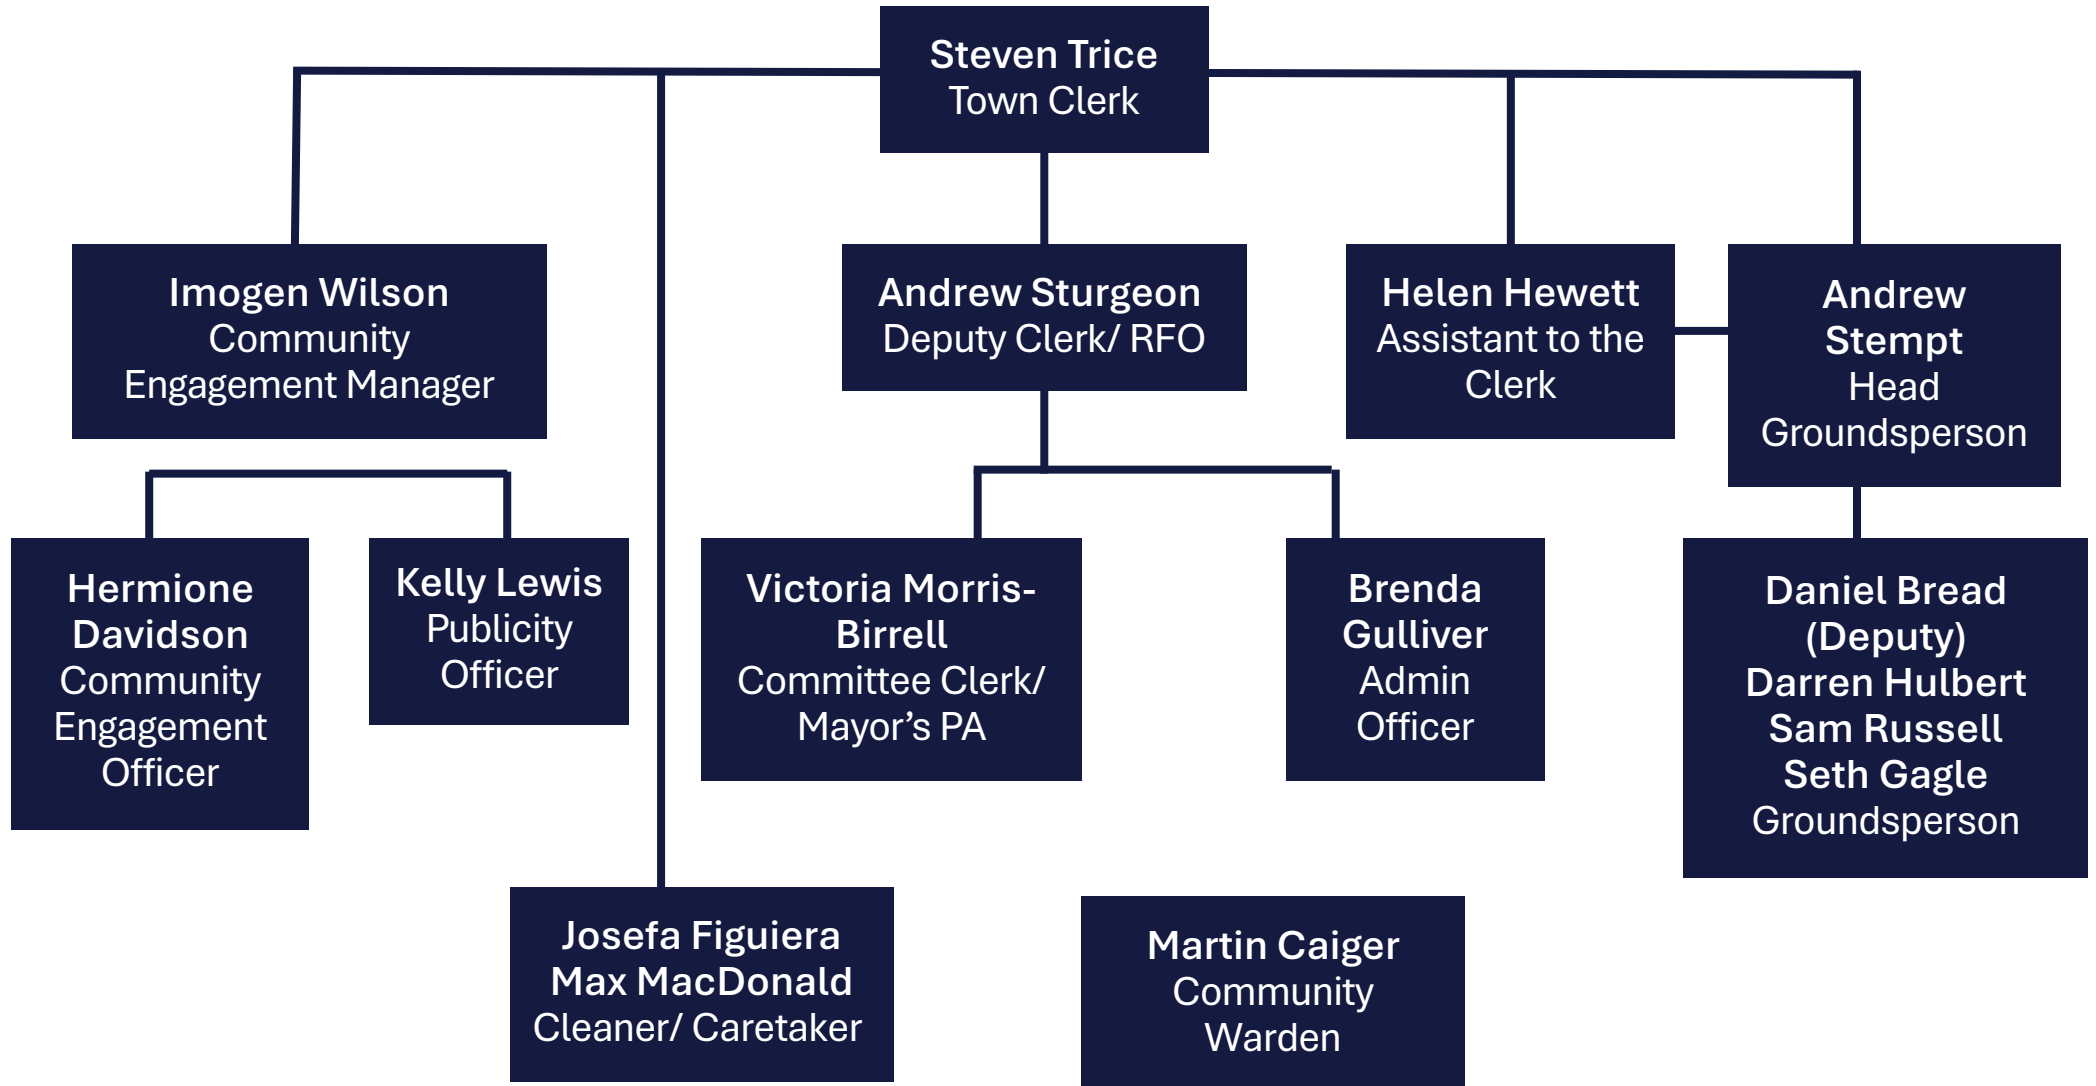 Steven Trice
Town Clerk
Imogen Wilson
Community
Engagement Manager
Andrew Sturgeon
Deputy Clerk/ RFO
Helen Hewett
Assistant to the
Clerk
Andrew
Stempt
Head
Groundsperson
Hermione
Davidson
Community
Engagement
Officer
Kelly Lewis
Publicity
Officer
Victoria Morris-
Birrell
Committee Clerk/
Mayor’s PA
Brenda
Gulliver
Admin
Officer
Daniel Bread
(Deputy)
Darren Hulbert
Sam Russell
Seth Gagle
Groundsperson
Josefa Figuiera
Max MacDonald
Cleaner/ Caretaker
Martin Caiger
Community
Warden